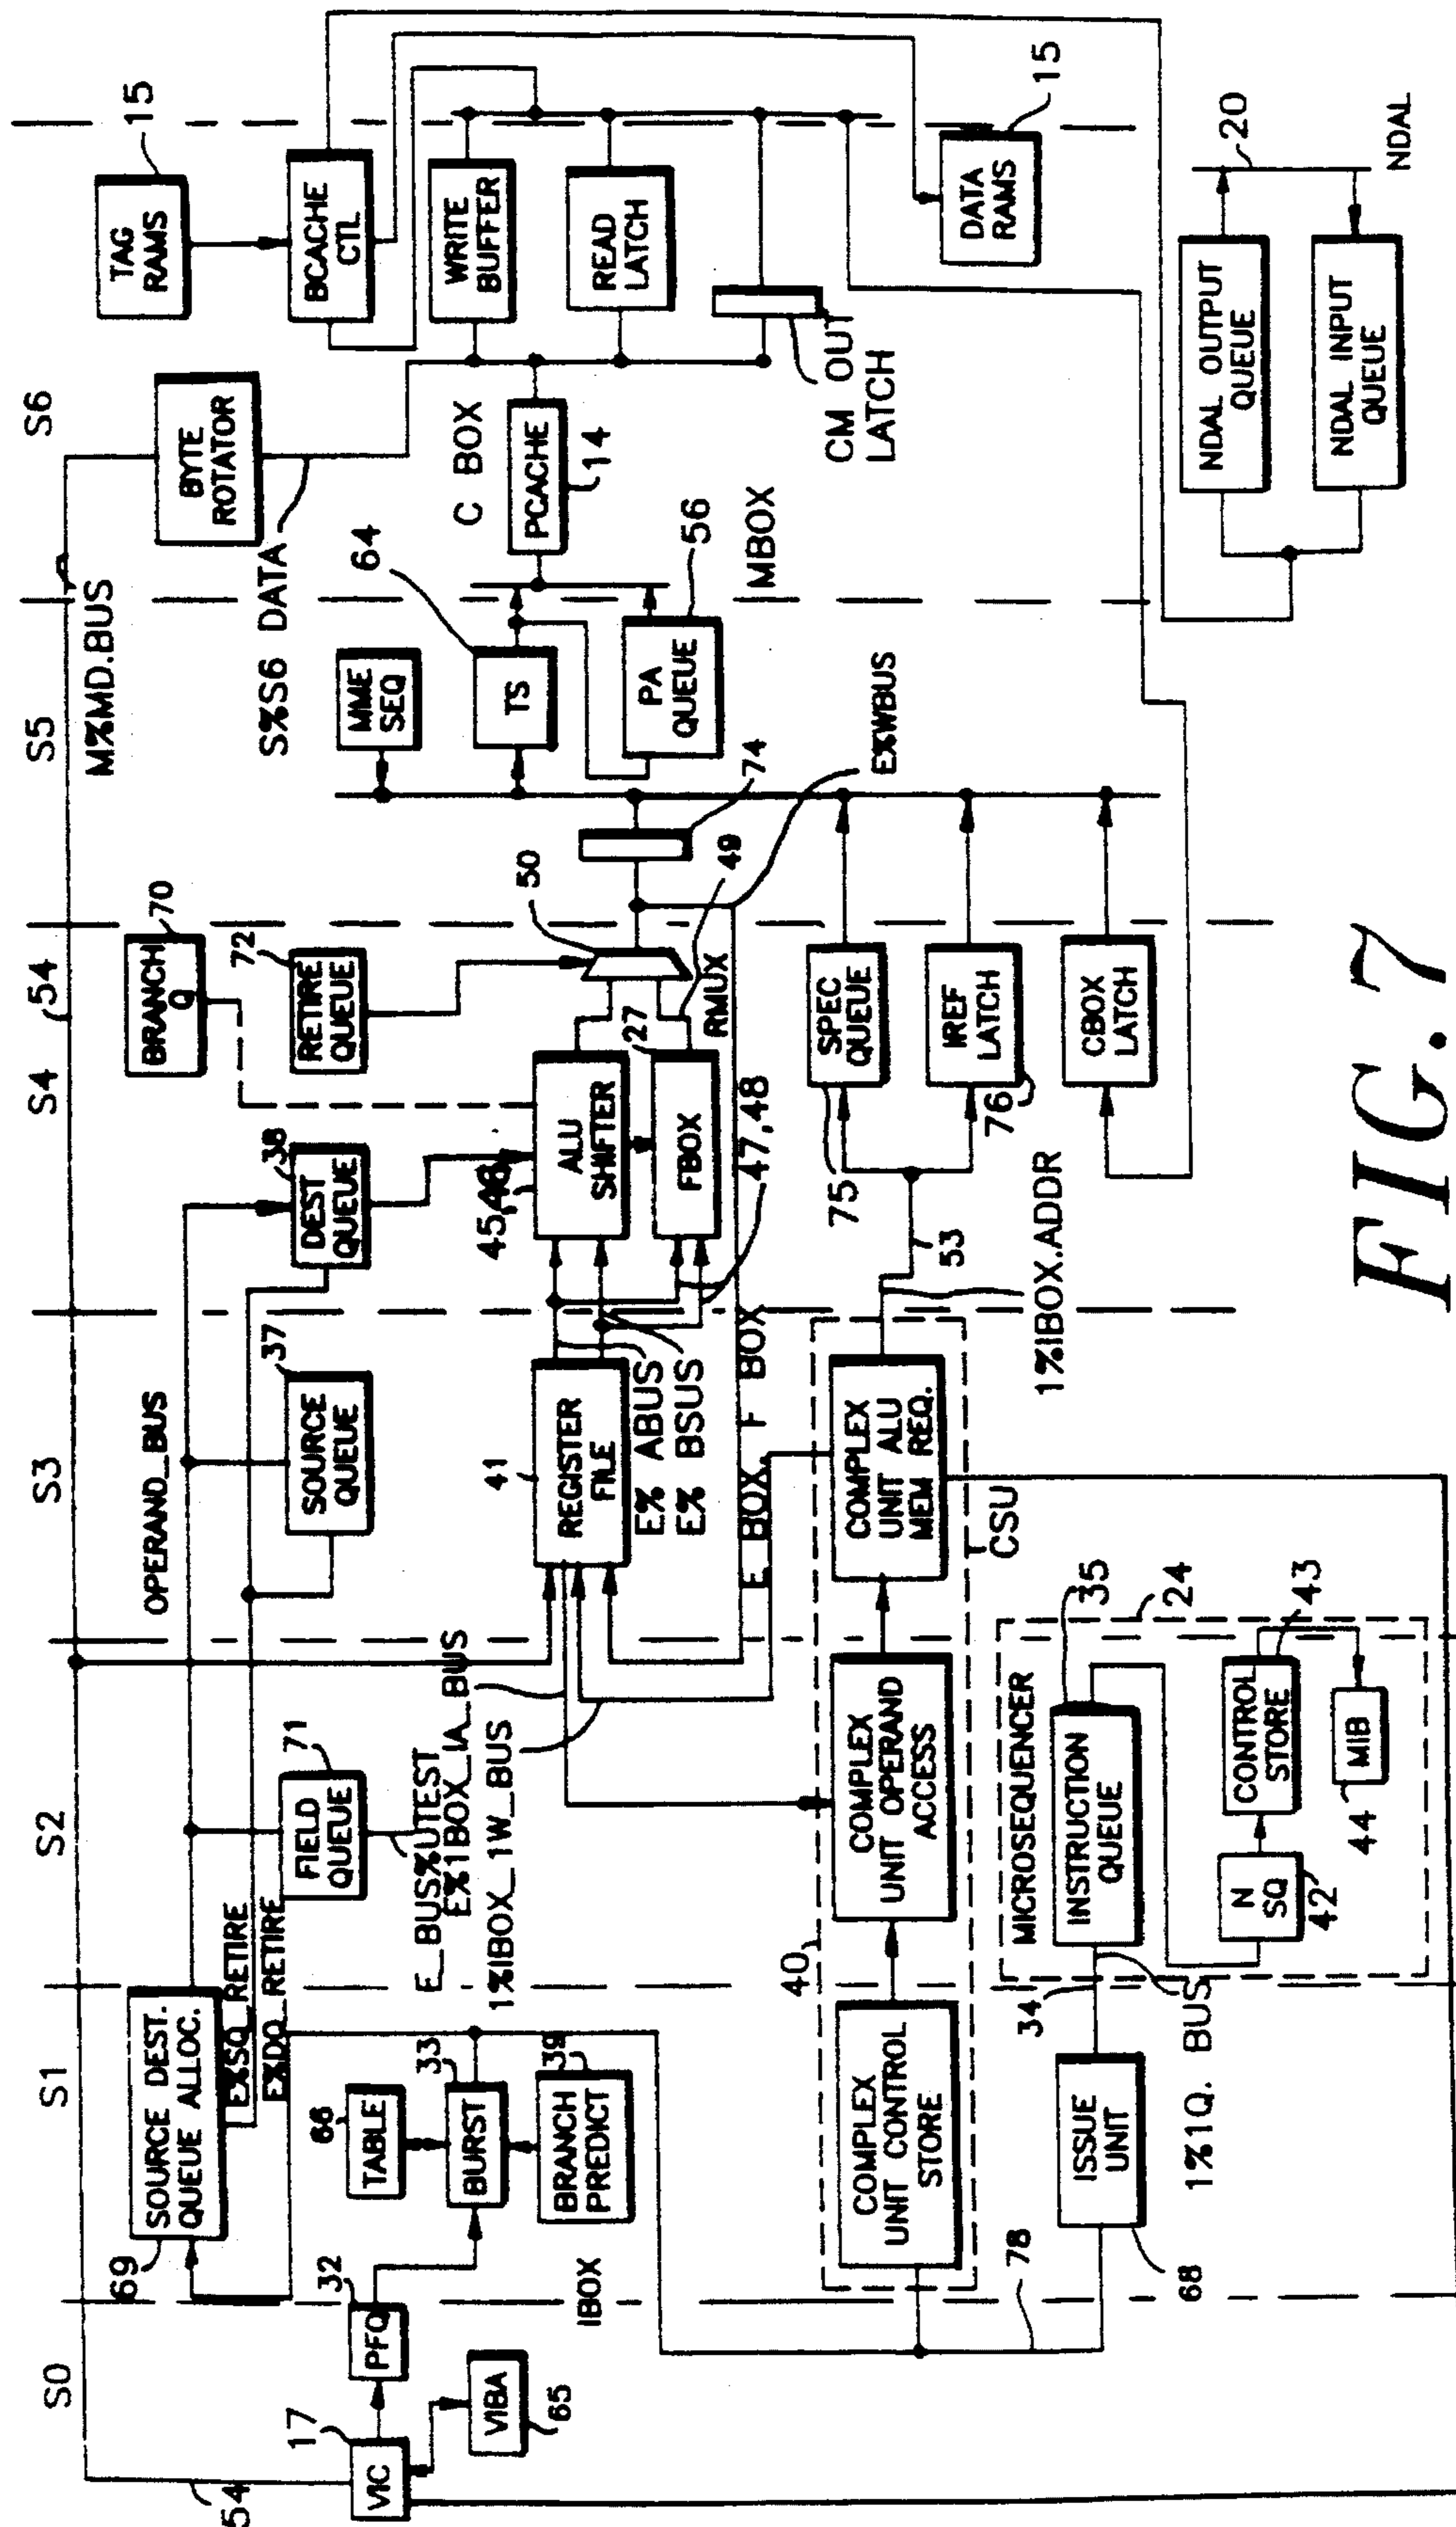 S0
S1
S2
S3
S4
S5
S6
54
54
M%MD.BUS
VIC
17
PFQ
32
VIBA
65
IBOX
SOURCE DEST.
QUEUE ALLOC.
69
E%SQ_RETIRE
E%DQ_RETIRE
TABLE
66
BURST
33
BRANCH
PREDICT
39
FIELD
QUEUE
71
E_BUS%UTEST
E%1BOX_IA_BUS
1%IBOX_1W_BUS
OPERAND_BUS
SOURCE
QUEUE
37
REGISTER
FILE
41
E% ABUS
E% BSUS
E BOX, F BOX
DEST
QUEUE
38
BRANCH
Q
70
RETIRE
QUEUE
72
ALU
SHIFTER
45,46
FBOX
27
47,48
RMUX
50
49
74
E%WBUS
MME
SEQ
TS
64
PA
QUEUE
56
MBOX
S%S6 DATA
BYTE
ROTATOR
C BOX
PCACHE
14
TAG
RAMS
15
BCACHE
CTL
WRITE
BUFFER
READ
LATCH
CM OUT
LATCH
DATA
RAMS
15
NDAL OUTPUT
QUEUE
NDAL INPUT
QUEUE
20
NDAL
40
COMPLEX
UNIT CONTROL
STORE
COMPLEX
UNIT OPERAND
ACCESS
COMPLEX
UNIT ALU
MEM REQ.
CSU
1%IBOX.ADDR
53
SPEC
QUEUE
75
IREF
LATCH
76
CBOX
LATCH
78
ISSUE
UNIT
68
34
1%1Q. BUS
MICROSEQUENCER
INSTRUCTION
QUEUE
35
24
N
SQ
42
CONTROL
STORE
43
MIB
44
FIG. 7